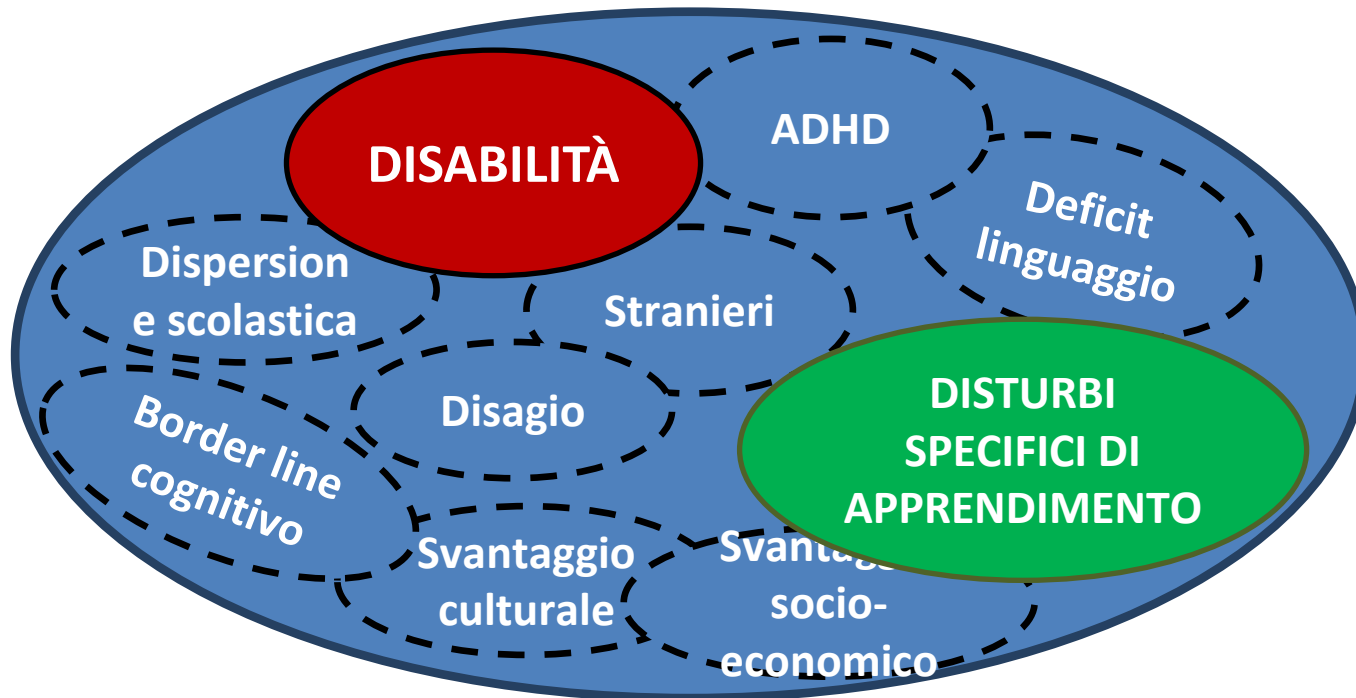 DISABILITÀ
ADHD
Deficit
linguaggio
Dispersion
e scolastica
Stranieri
Disagio
Border line
cognitivo
DISTURBI
SPECIFICI DI
APPRENDIMENTO
Svantaggio
culturale
socio-
economico